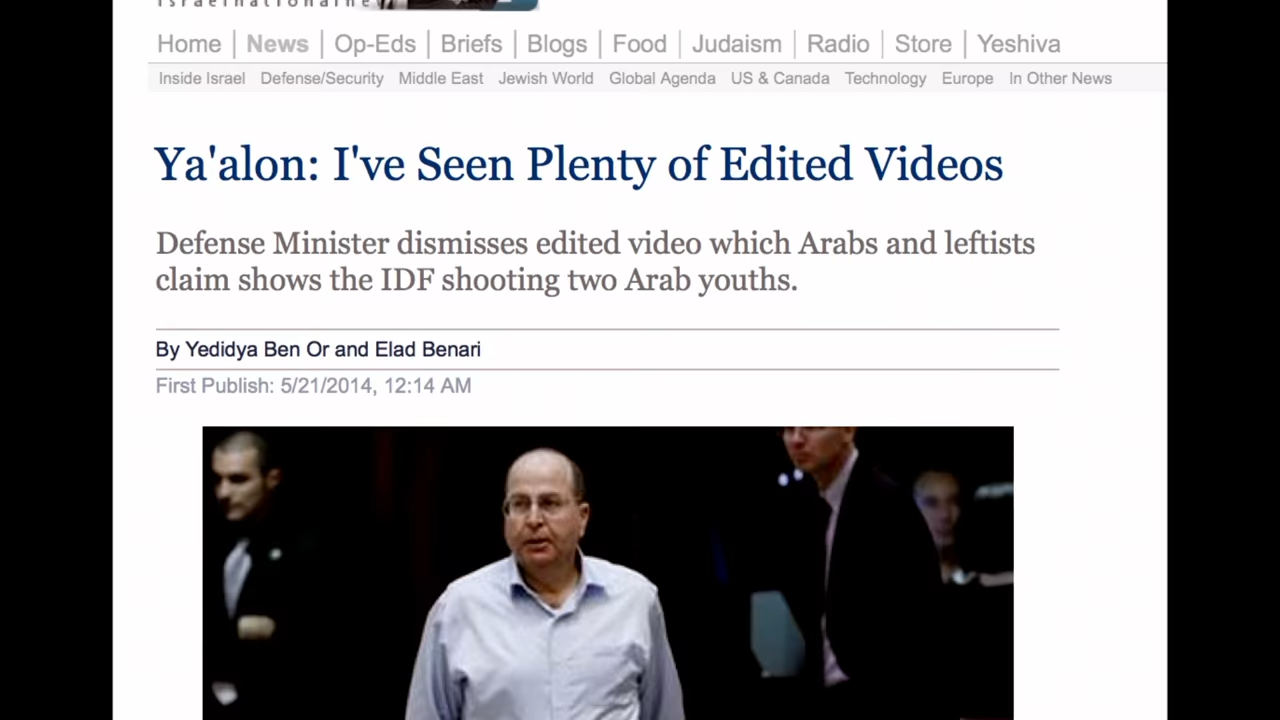 israelnationalne
Home | News | Op-Eds | Briefs | Blogs | Food | Judaism | Radio | Store | Yeshiva
Inside Israel Defense/Security Middle East Jewish World Global Agenda US & Canada Technology Europe In Other News
Ya'alon: I've Seen Plenty of Edited Videos
Defense Minister dismisses edited video which Arabs and leftists
claim shows the IDF shooting two Arab youths.
By Yedidya Ben Or and Elad Benari
First Publish: 5/21/2014, 12:14 AM